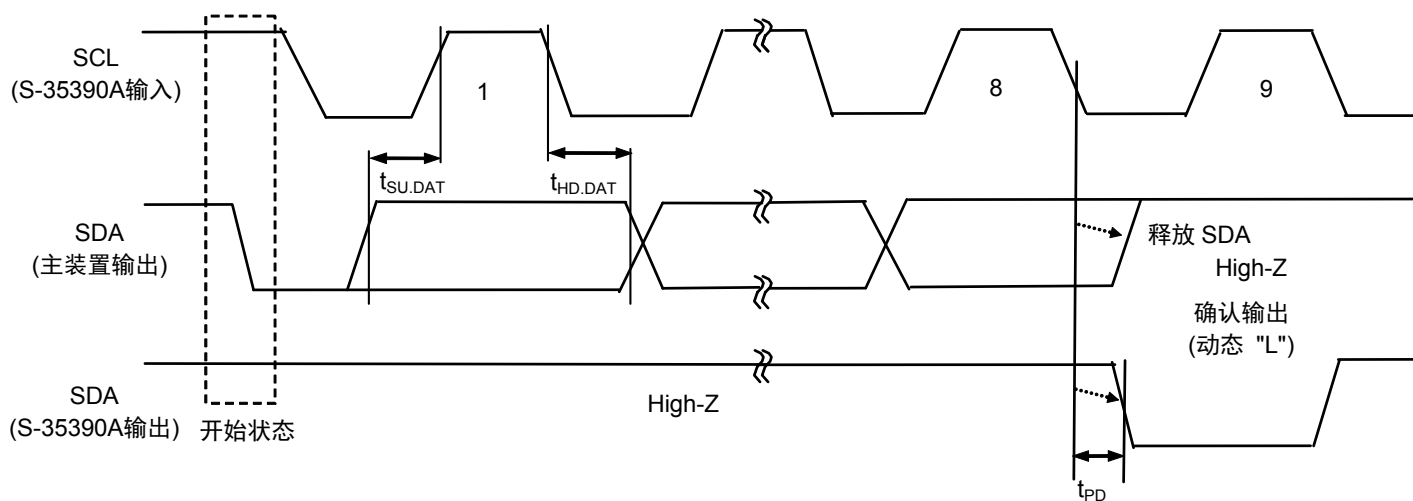 SCL
(S-35390A输入)
1
8
9
tSU.DAT
tHD.DAT
SDA
(主装置输出)
释放 SDA
High-Z
确认输出
(动态 "L")
SDA
(S-35390A输出)
开始状态
High-Z
tPD